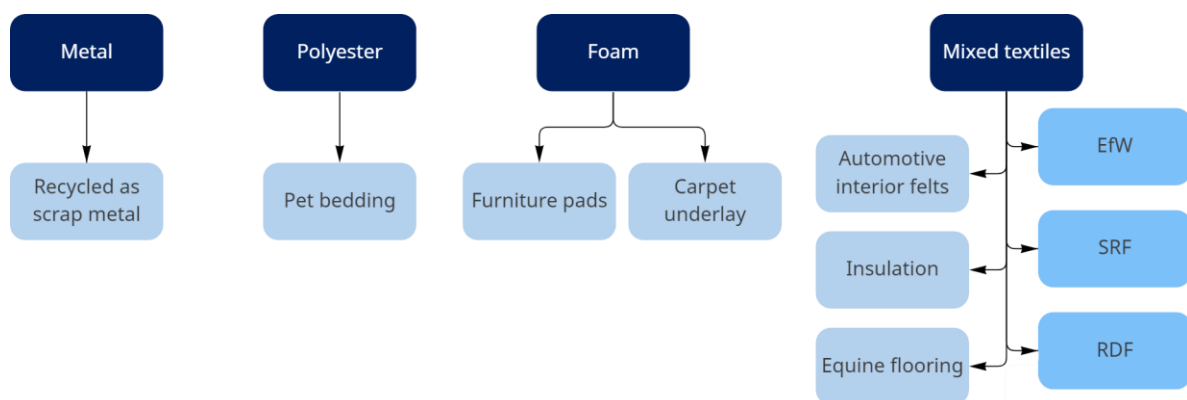 Metal
Polyester
Foam
Mixed textiles
Recycled as
scrap metal
Pet bedding
Furniture pads
Carpet
underlay
Automotive
interior felts
Insulation
Equine flooring
EfW
SRF
RDF